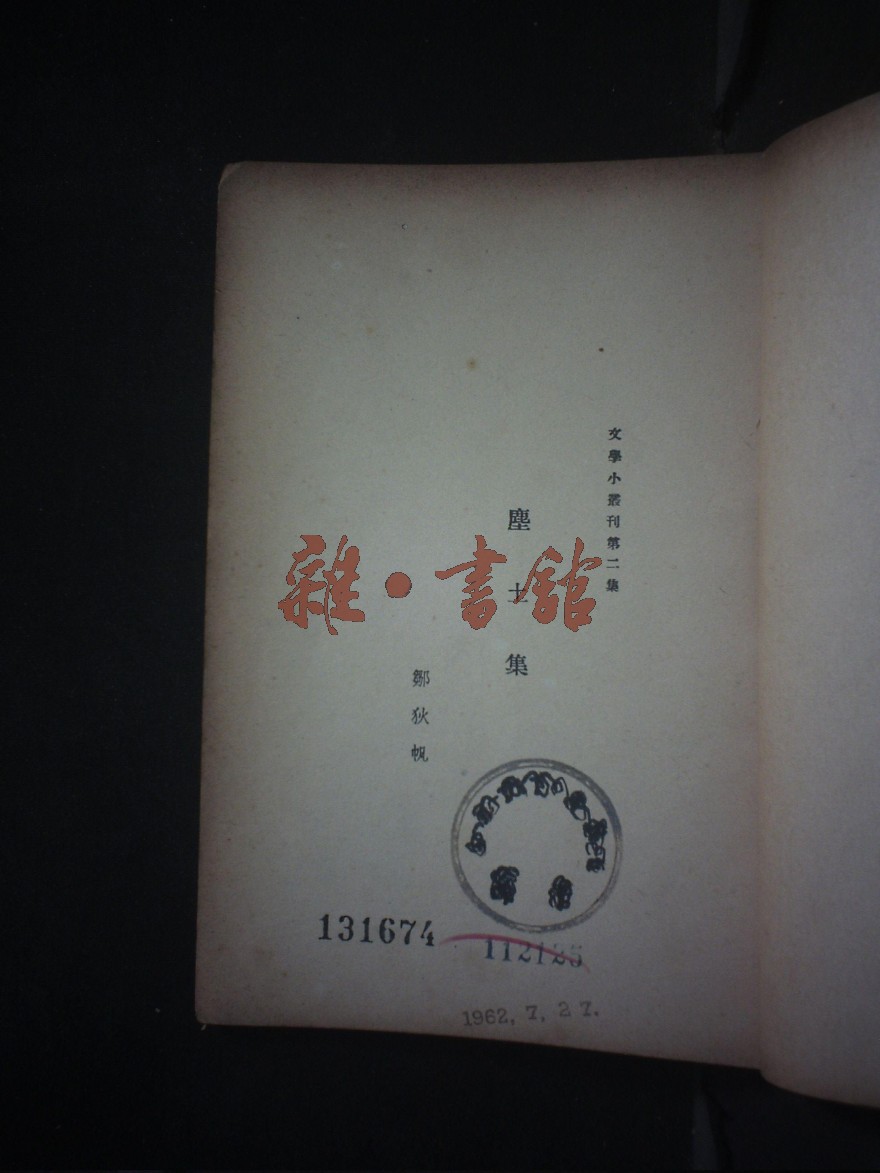 文學小叢刊第二集
塵土集
鄒狄帆
雜·書館
131674
112125
1962.7.27.